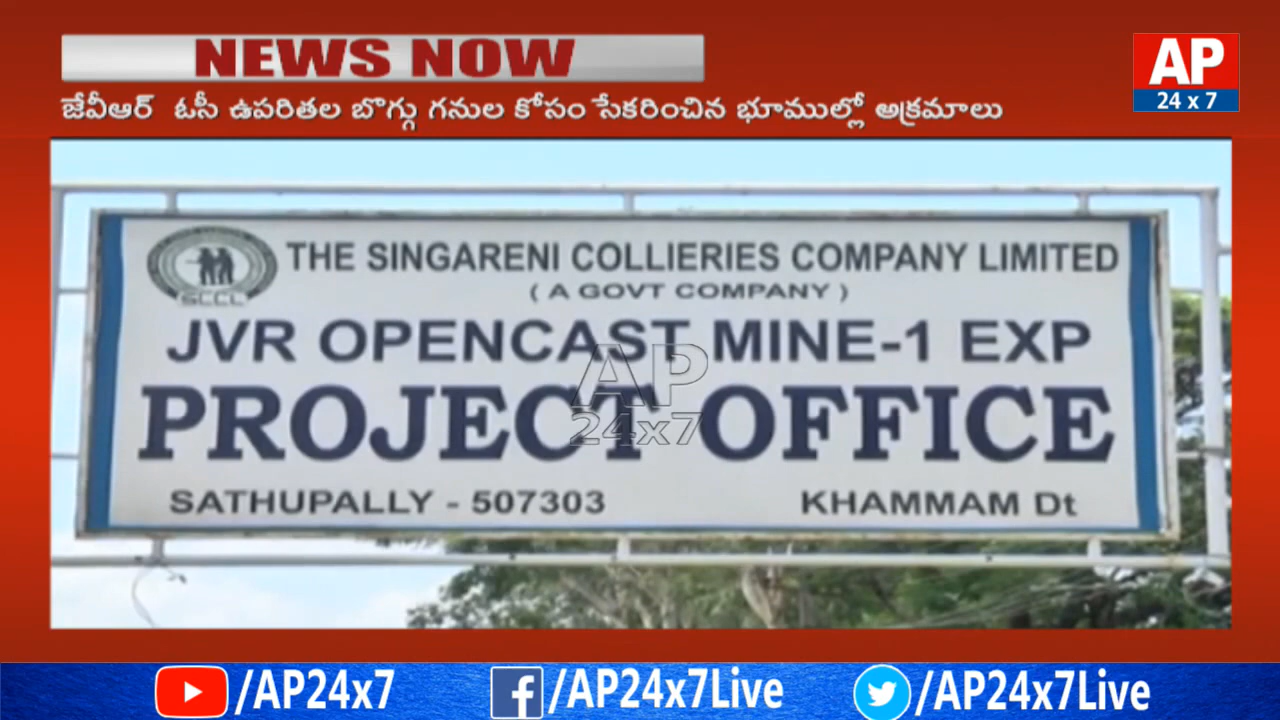 NEWS NOW
AP
24 x 7
జేవీఆర్ ఓసీ ఉపరితల బొగ్గు గనుల కోసం సేకరించిన భూముల్లో అక్రమాలు
SCCL
THE SINGARENI COLLIERIES COMPANY LIMITED
( A GOVT COMPANY )
JVR OPENCAST MINE-1 EXP
PROJECT OFFICE
AP
24x7
SATHUPALLY - 507303
KHAMMAM Dt
/AP24x7
/AP24x7Live
/AP24x7Live